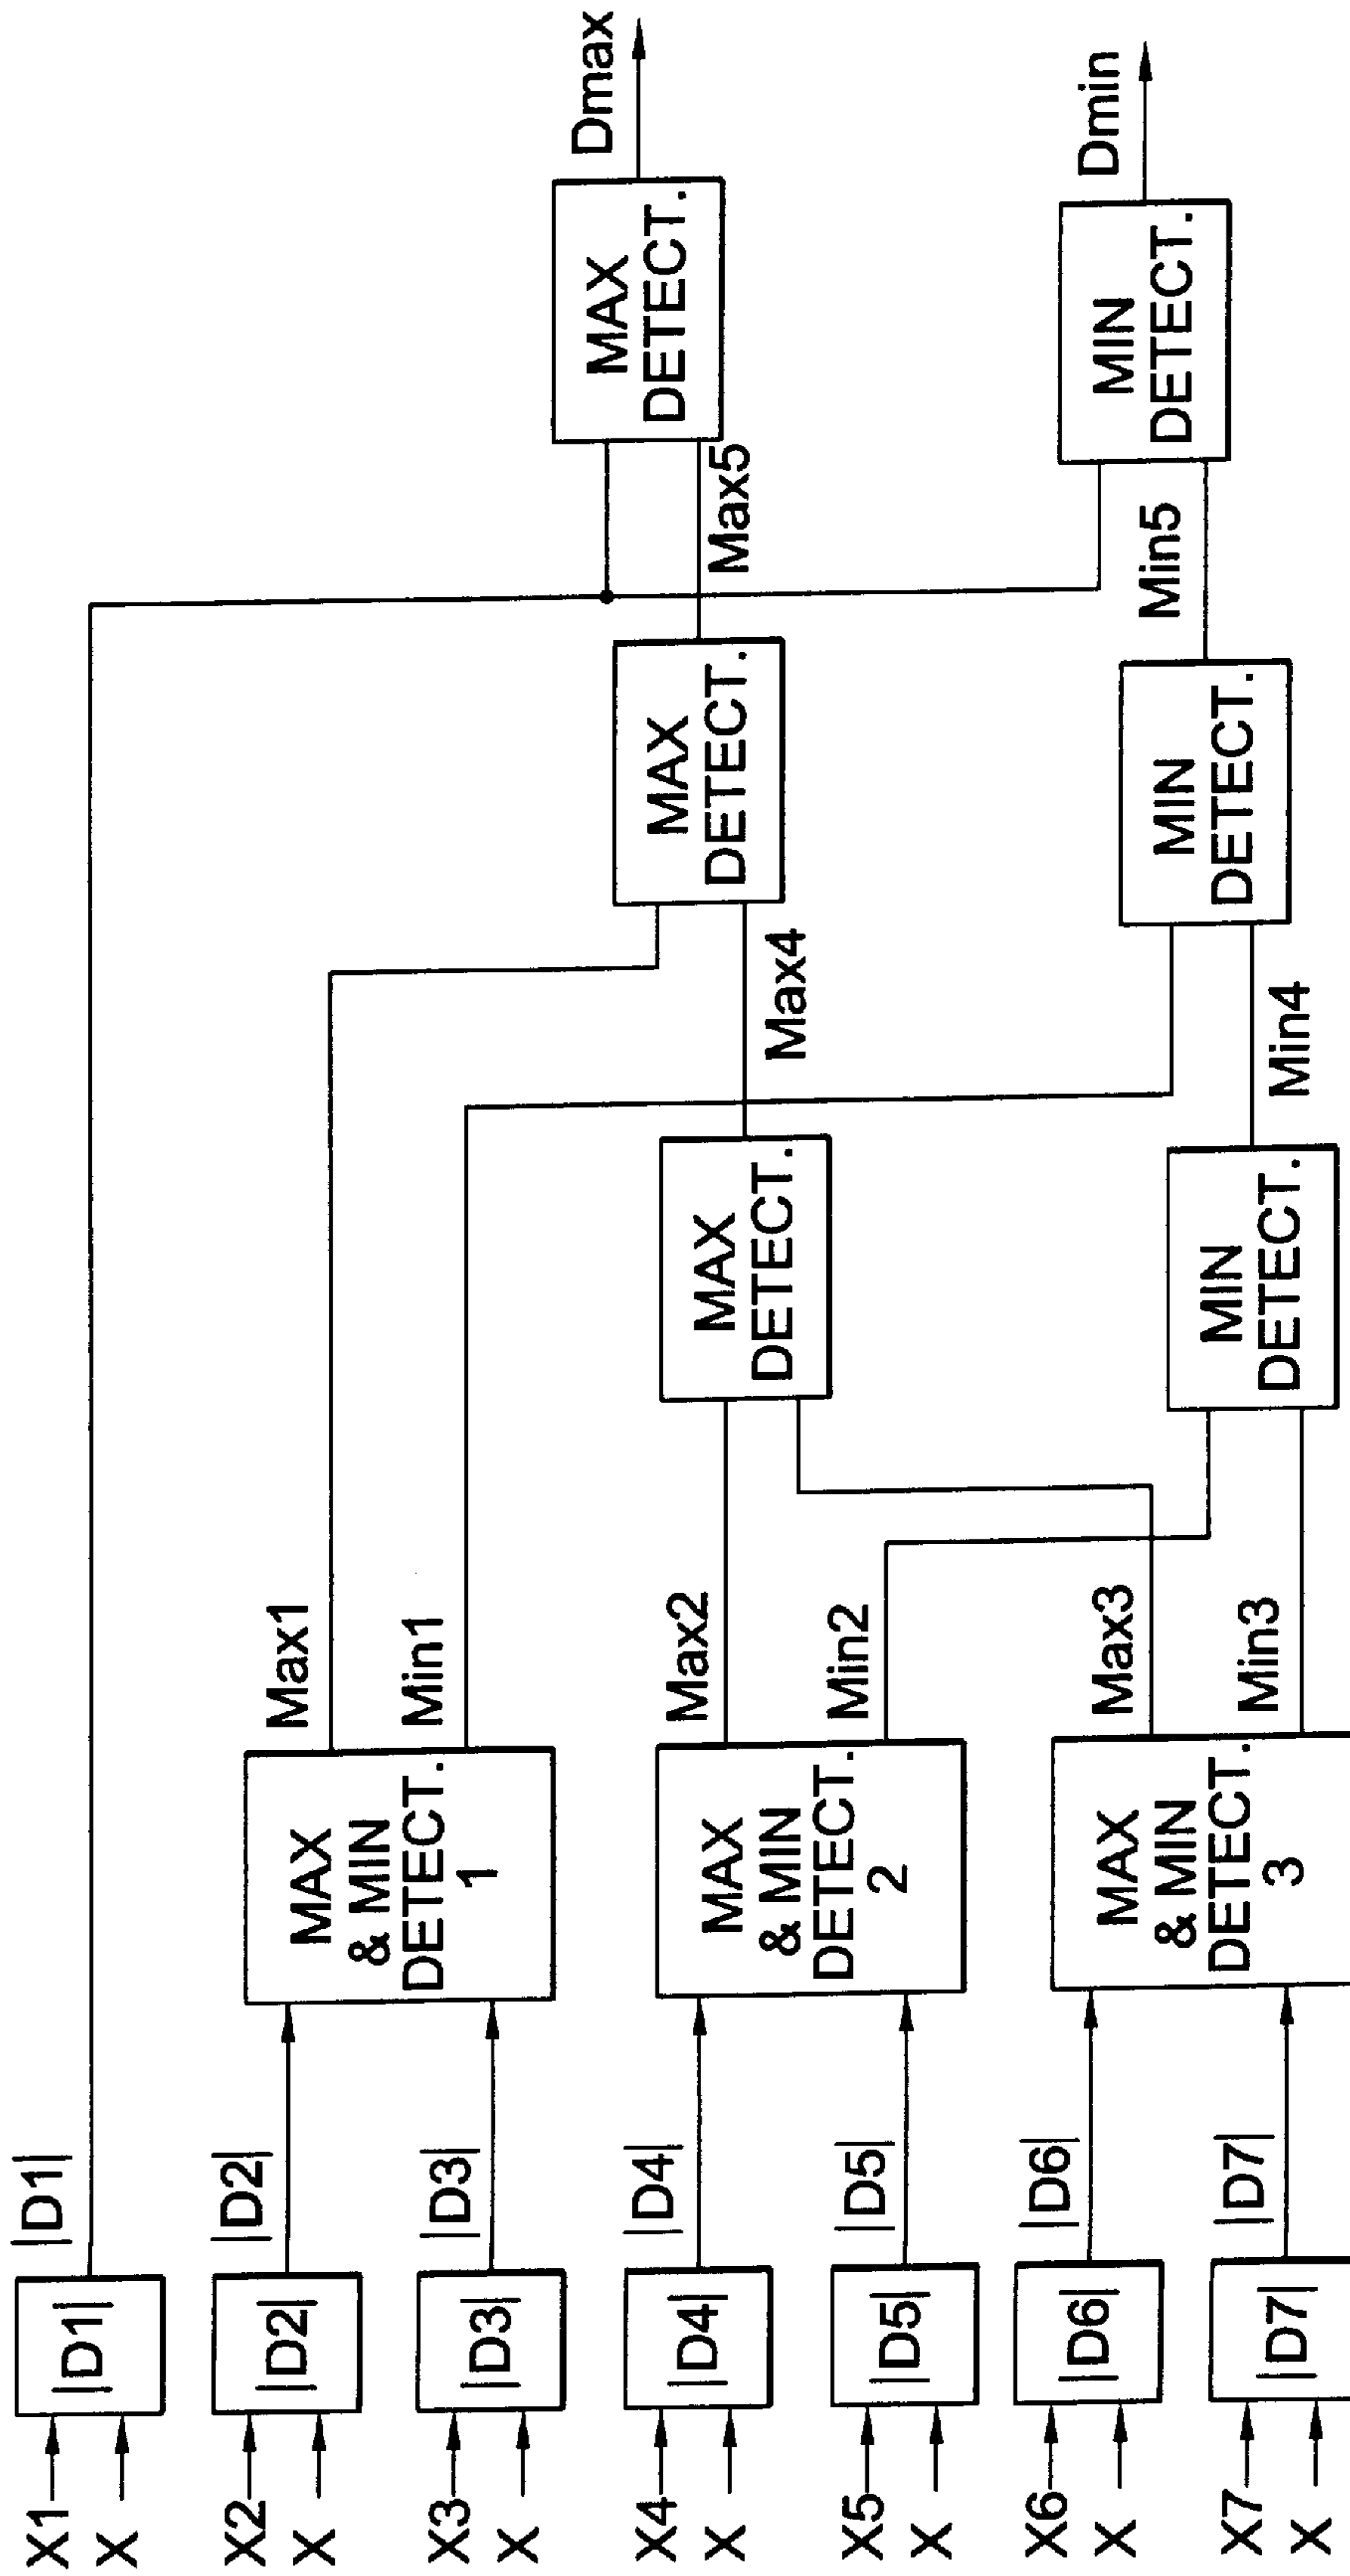 X1
X
|D1|
|D1|
X2
X
|D2|
|D2|
X3
X
|D3|
|D3|
MAX
& MIN
DETECT.
1
Max1
Min1
X4
X
|D4|
|D4|
X5
X
|D5|
|D5|
MAX
& MIN
DETECT.
2
Max2
Min2
X6
X
|D6|
|D6|
X7
X
|D7|
|D7|
MAX
& MIN
DETECT.
3
Max3
Min3
MAX
DETECT.
Max4
MIN
DETECT.
Min4
MAX
DETECT.
Max5
MIN
DETECT.
Min5
MAX
DETECT.
Dmax
MIN
DETECT.
Dmin